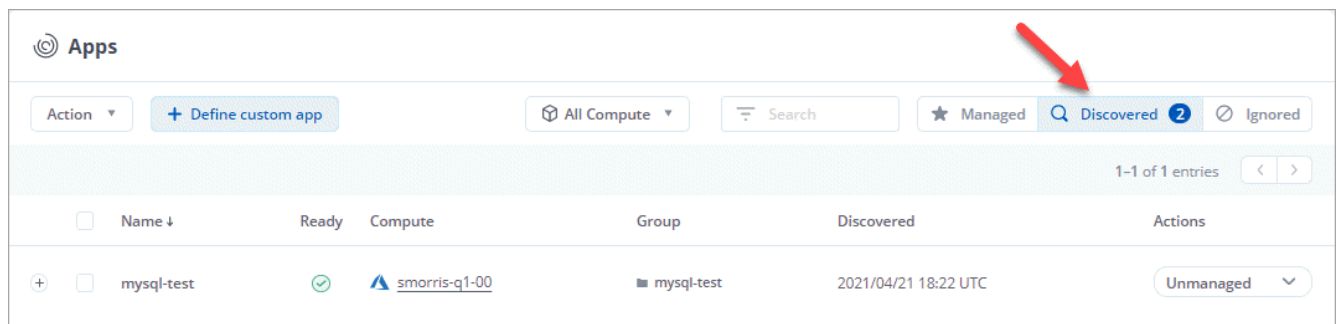 Apps
Action + Define custom app All Compute Search Managed Discovered 2 Ignored
1–1 of 1 entries
Name Ready Compute Group Discovered Actions
mysql-test smorris-q1-00 mysql-test 2021/04/21 18:22 UTC Unmanaged